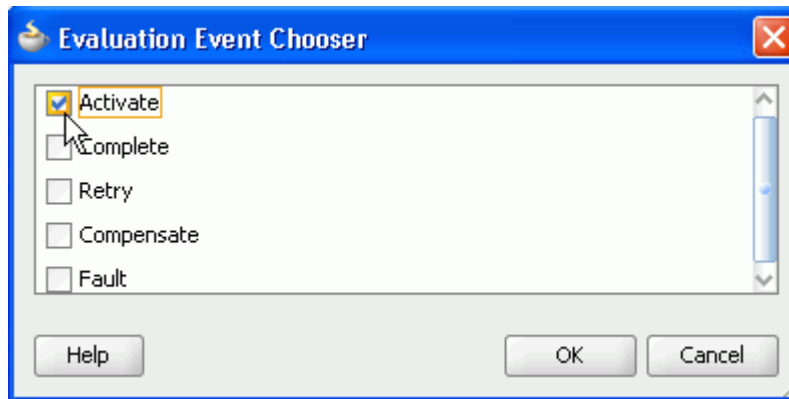 Evaluation Event Chooser
Activate
Complete
Retry
Compensate
Fault
Help OK Cancel